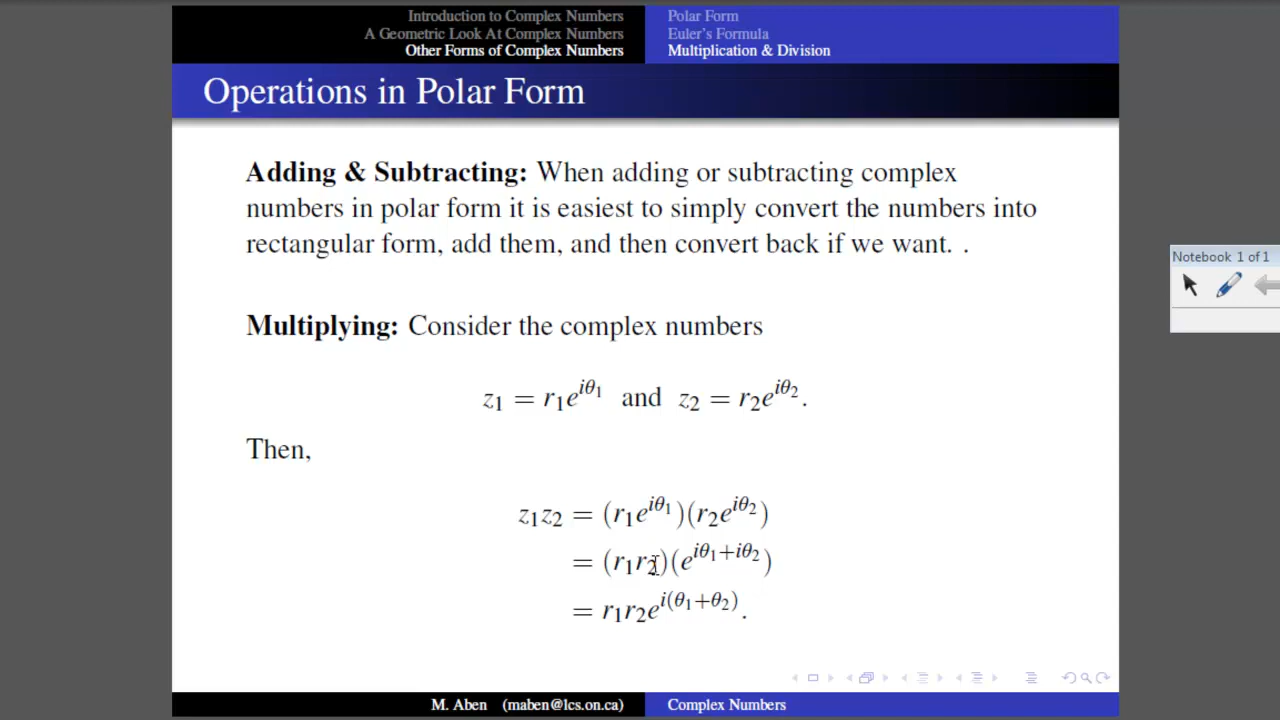 Introduction to Complex Numbers
A Geometric Look At Complex Numbers
Other Forms of Complex Numbers
Polar Form
Euler's Formula
Multiplication & Division
Operations in Polar Form
Adding & Subtracting: When adding or subtracting complex
numbers in polar form it is easiest to simply convert the numbers into
rectangular form, add them, and then convert back if we want. .
Notebook 1 of 1
Multiplying: Consider the complex numbers
z₁ = r₁e^{iθ₁} and z₂ = r₂e^{iθ₂}.
Then,
z₁z₂ = (r₁e^{iθ₁})(r₂e^{iθ₂})
= (r₁r₂)(e^{iθ₁+iθ₂})
= r₁r₂e^{i(θ₁+θ₂)}.
M. Aben (maben@lcs.on.ca)
Complex Numbers